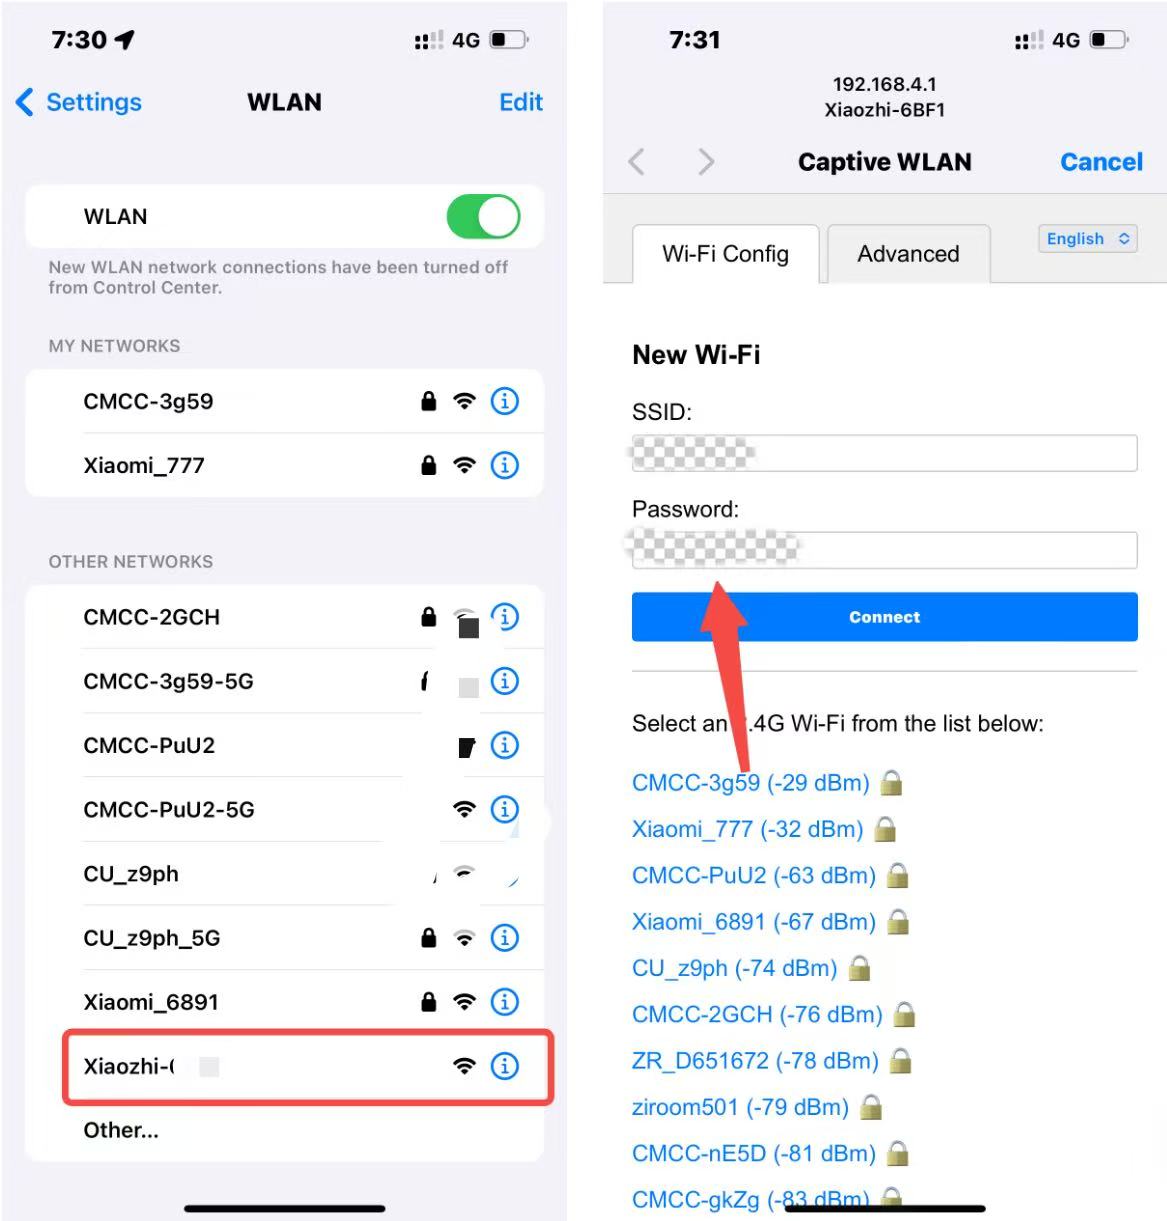 7:30
4G
Settings
WLAN
Edit
WLAN
New WLAN network connections have been turned off
from Control Center.
MY NETWORKS
CMCC-3g59
Xiaomi_777
OTHER NETWORKS
CMCC-2GCH
CMCC-3g59-5G
CMCC-PuU2
CMCC-PuU2-5G
CU_z9ph
CU_z9ph_5G
Xiaomi_6891
Xiaozhi-
Other...
7:31
4G
192.168.4.1
Xiaozhi-6BF1
Captive WLAN
Cancel
Wi-Fi Config
Advanced
English
New Wi-Fi
SSID:
Password:
Connect
Select an .4G Wi-Fi from the list below:
CMCC-3g59 (-29 dBm)
Xiaomi_777 (-32 dBm)
CMCC-PuU2 (-63 dBm)
Xiaomi_6891 (-67 dBm)
CU_z9ph (-74 dBm)
CMCC-2GCH (-76 dBm)
ZR_D651672 (-78 dBm)
ziroom501 (-79 dBm)
CMCC-nE5D (-81 dBm)
CMCC-gkZg (-83 dBm)